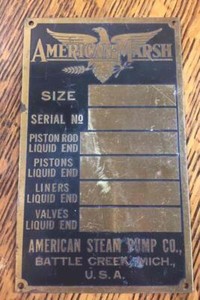 AMERICAN MARSH
SIZE
SERIAL NO
PISTON ROD
LIQUID END
PISTONS
LIQUID END
LINERS
LIQUID END
VALVES
LIQUID END
AMERICAN STEAM PUMP CO.,
BATTLE CREEK, MICH.,
U.S.A.